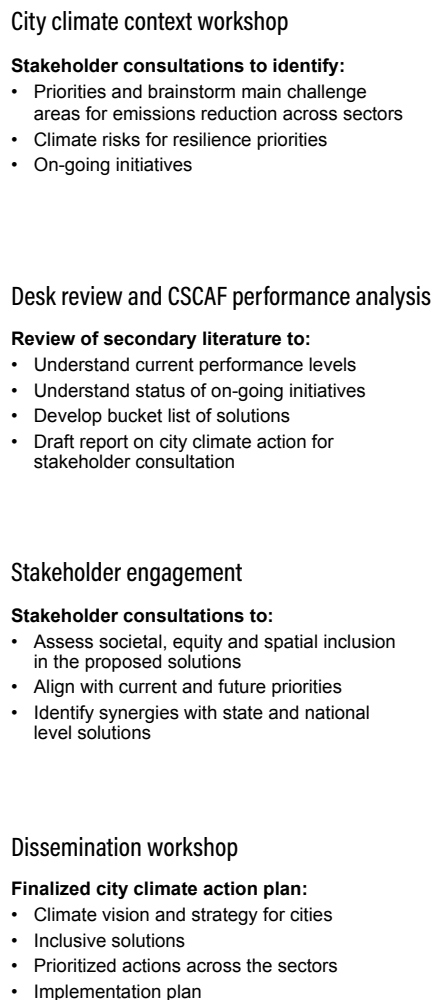 City climate context workshop
Stakeholder consultations to identify:
• Priorities and brainstorm main challenge
areas for emissions reduction across sectors
• Climate risks for resilience priorities
• On-going initiatives
Desk review and CSCAF performance analysis
Review of secondary literature to:
• Understand current performance levels
• Understand status of on-going initiatives
• Develop bucket list of solutions
• Draft report on city climate action for
stakeholder consultation
Stakeholder engagement
Stakeholder consultations to:
• Assess societal, equity and spatial inclusion
in the proposed solutions
• Align with current and future priorities
• Identify synergies with state and national
level solutions
Dissemination workshop
Finalized city climate action plan:
• Climate vision and strategy for cities
• Inclusive solutions
• Prioritized actions across the sectors
• Implementation plan